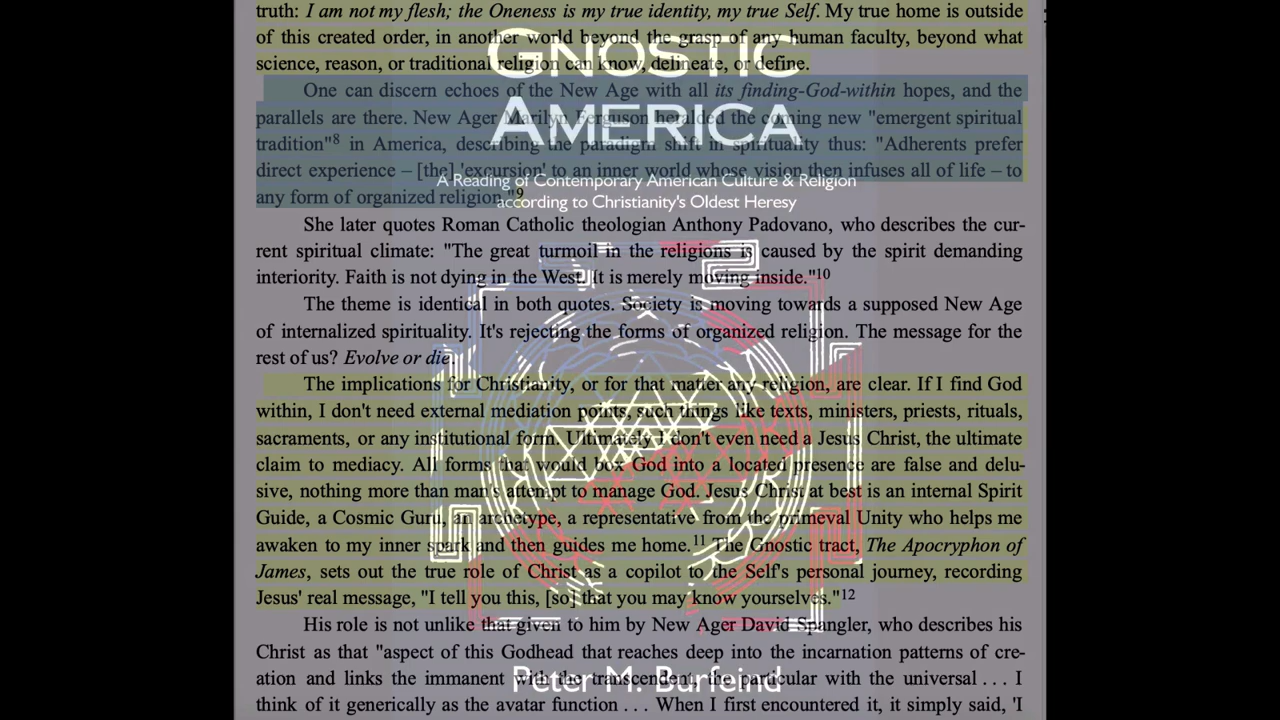 truth: I am not my flesh; the Oneness is my true identity, my true Self. My true home is outside
of this created order, in another world beyond the grasp of any human faculty, beyond what
science, reason, or traditional religion can know, delineate, or define.
One can discern echoes of the New Age with all its finding-God-within hopes, and the
parallels are there. New Ager Marilyn Ferguson heralded the coming new "emergent spiritual
tradition"8 in America, describing the paradigm shift in spirituality thus: "Adherents prefer
direct experience – [the] 'excursion' to an inner world whose vision then infuses all of life – to
any form of organized religion."9
She later quotes Roman Catholic theologian Anthony Padovano, who describes the cur-
rent spiritual climate: "The great turmoil in the religions is caused by the spirit demanding
interiority. Faith is not dying in the West. It is merely moving inside."10
The theme is identical in both quotes. Society is moving towards a supposed New Age
of internalized spirituality. It's rejecting the forms of organized religion. The message for the
rest of us? Evolve or die.
The implications for Christianity, or for that matter any religion, are clear. If I find God
within, I don't need external mediation points, such things like texts, ministers, priests, rituals,
sacraments, or any institutional form. Ultimately I don't even need a Jesus Christ, the ultimate
claim to mediacy. All forms that would box God into a located presence are false and delu-
sive, nothing more than man's attempt to manage God. Jesus Christ at best is an internal Spirit
Guide, a Cosmic Guru, an archetype, a representative from the primeval Unity who helps me
awaken to my inner spark and then guides me home.11 The Gnostic tract, The Apocryphon of
James, sets out the true role of Christ as a copilot to the Self's personal journey, recording
Jesus' real message, "I tell you this, [so] that you may know yourselves."12
His role is not unlike that given to him by New Ager David Spangler, who describes his
Christ as that "aspect of this Godhead that reaches deep into the incarnation patterns of cre-
ation and links the immanent with the transcendent, the particular with the universal . . . I
think of it generically as the avatar function . . . When I first encountered it, it simply said, 'I
GNOSTIC
AMERICA
A Reading of Contemporary American Culture & Religion
according to Christianity's Oldest Heresy
Peter M. Burfeind